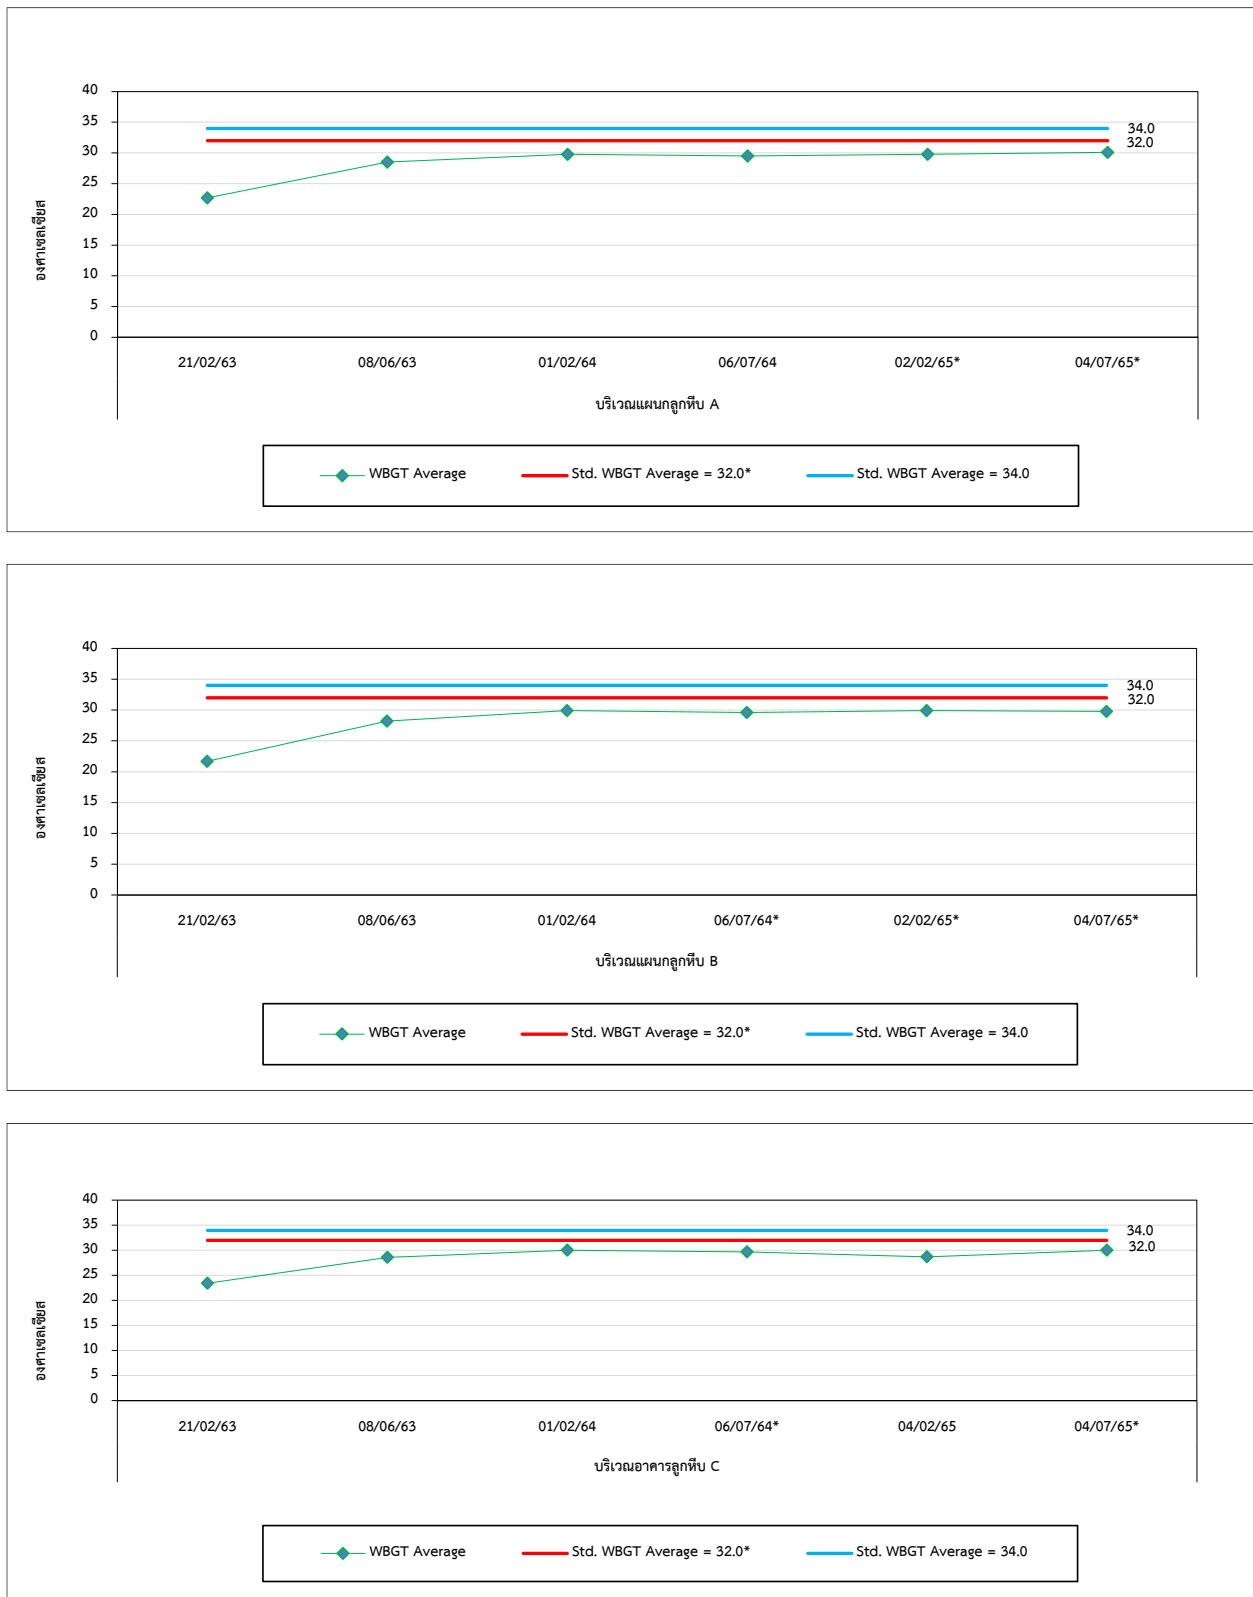 40
35
30
25
20
15
10
5
0
องศาเซลเซียส
34.0
32.0
21/02/63 08/06/63 01/02/64 06/07/64 02/02/65* 04/07/65*
บริเวณแผนกลูกหีบ A
WBGT Average Std. WBGT Average = 32.0* Std. WBGT Average = 34.0
40
35
30
25
20
15
10
5
0
องศาเซลเซียส
34.0
32.0
21/02/63 08/06/63 01/02/64 06/07/64* 02/02/65* 04/07/65*
บริเวณแผนกลูกหีบ B
WBGT Average Std. WBGT Average = 32.0* Std. WBGT Average = 34.0
40
35
30
25
20
15
10
5
0
องศาเซลเซียส
34.0
32.0
21/02/63 08/06/63 01/02/64 06/07/64* 04/02/65 04/07/65*
บริเวณอาคารลูกหีบ C
WBGT Average Std. WBGT Average = 32.0* Std. WBGT Average = 34.0